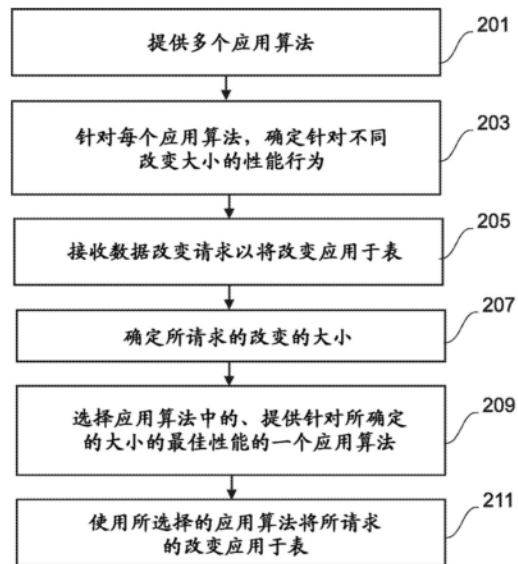 提供多个应用算法
201
针对每个应用算法，确定针对不同
改变大小的性能行为
203
接收数据改变请求以将改变应用于表
205
确定所请求的改变的大小
207
选择应用算法中的、提供针对所确定
的大小的最佳性能的一个应用算法
209
使用所选择的应用算法将所请求
的改变应用于表
211